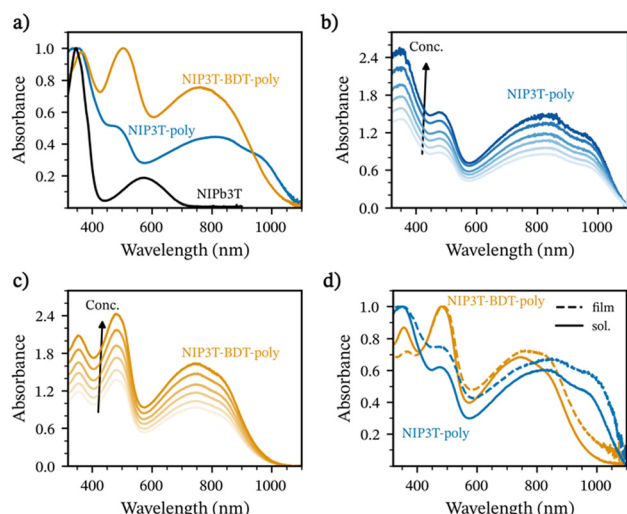 a)
Absorbance
1.0
0.8
0.6
0.4
0.2
NIP3T-BDT-poly
NIP3T-poly
NIPb3T
400 600 800 1000
Wavelength (nm)
b)
Absorbance
2.4
1.8
1.2
0.6
0.0
Conc.
NIP3T-poly
400 600 800 1000
Wavelength (nm)
c)
Absorbance
2.4
1.8
1.2
0.6
0.0
Conc.
NIP3T-BDT-poly
400 600 800 1000
Wavelength (nm)
d)
Absorbance
1.0
0.8
0.6
0.4
0.2
NIP3T-BDT-poly
film
sol.
NIP3T-poly
400 600 800 1000
Wavelength (nm)